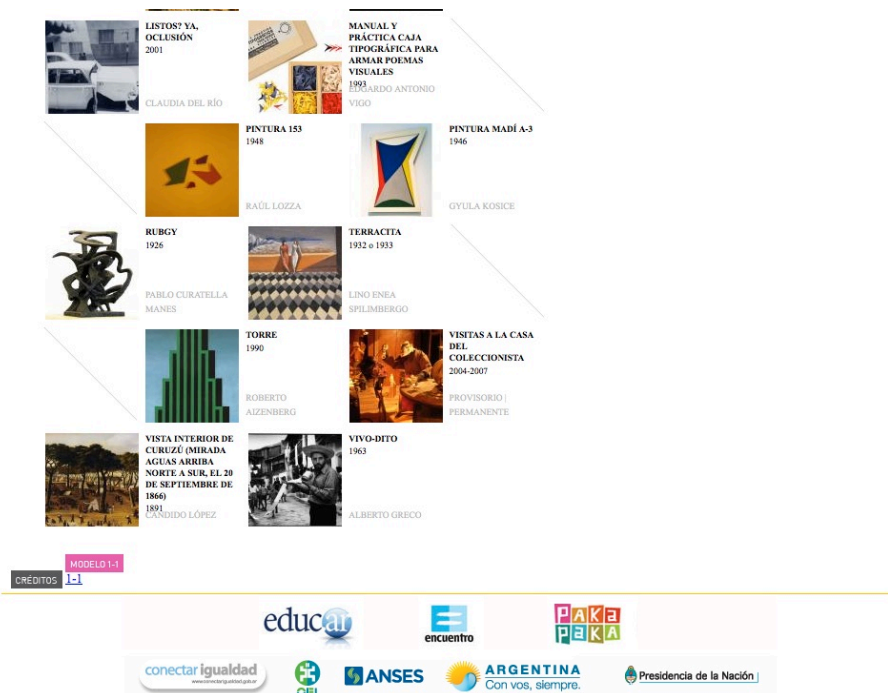 LISTOS? YA,
OCLUSIÓN
2001
CLAUDIA DEL RÍO
MANUAL Y
PRÁCTICA CAJA
TIPOGRÁFICA PARA
ARMAR POEMAS
VISUALES
1993
EDGARDO ANTONIO
VIGO
PINTURA 153
1948
RAÚL LOZZA
PINTURA MADÍ A-3
1946
GYULA KOSICE
RUBGY
1926
PABLO CURATELLA
MANES
TERRACITA
1932 o 1933
LINO ENEA
SPILIMBERGO
TORRE
1990
ROBERTO
AIZENBERG
VISITAS A LA CASA
DEL
COLECCIONISTA
2004-2007
PROVISORIO |
PERMANENTE
VISTA INTERIOR DE
CURUZÚ (MIRADA
AGUAS ARRIBA
NORTE A SUR, EL 20
DE SEPTIEMBRE DE
1866)
1891
CÁNDIDO LÓPEZ
VIVO-DITO
1963
ALBERTO GRECO
MODELO 1-1
CRÉDITOS 1-1
educar
encuentro
PAKA
PAKA
conectar igualdad
www.conectarigualdad.gob.ar
OEI
ANSES
ARGENTINA
Con vos, siempre.
Presidencia de la Nación